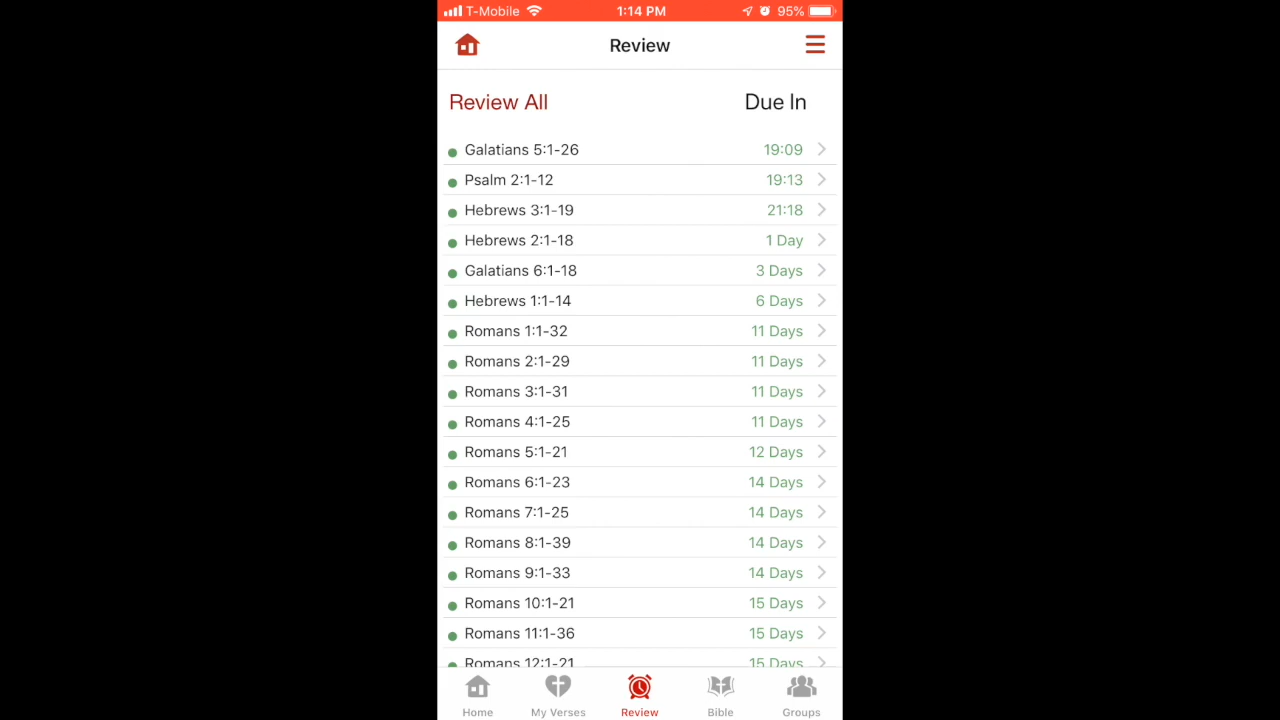 T-Mobile 1:14 PM 95%
Review
Review All Due In
Galatians 5:1-26 19:09
Psalm 2:1-12 19:13
Hebrews 3:1-19 21:18
Hebrews 2:1-18 1 Day
Galatians 6:1-18 3 Days
Hebrews 1:1-14 6 Days
Romans 1:1-32 11 Days
Romans 2:1-29 11 Days
Romans 3:1-31 11 Days
Romans 4:1-25 11 Days
Romans 5:1-21 12 Days
Romans 6:1-23 14 Days
Romans 7:1-25 14 Days
Romans 8:1-39 14 Days
Romans 9:1-33 14 Days
Romans 10:1-21 15 Days
Romans 11:1-36 15 Days
Romans 12:1-21 15 Days
Home My Verses Review Bible Groups